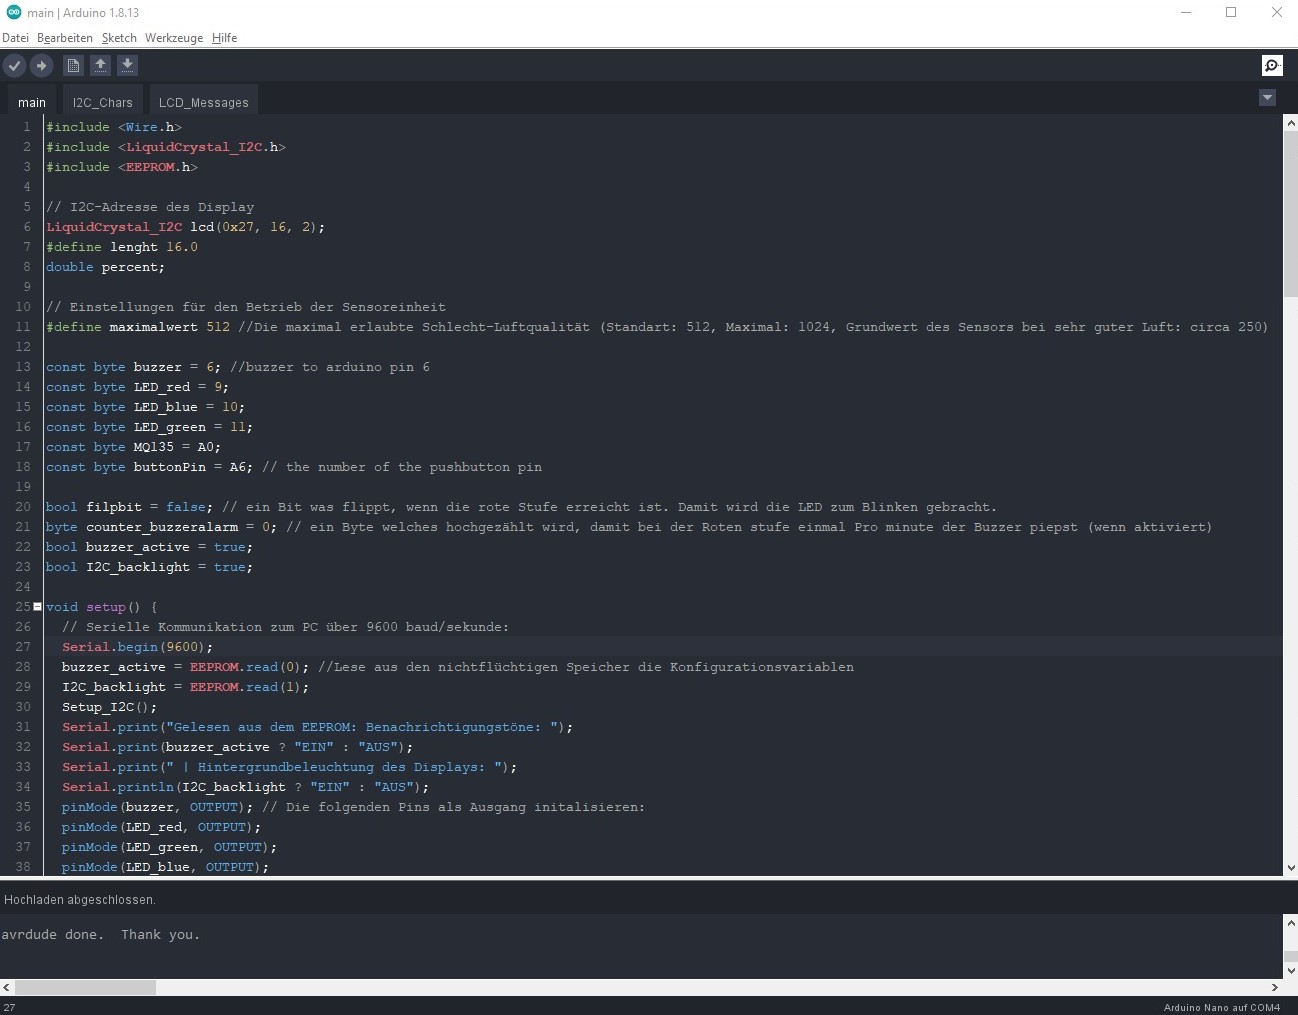 main | Arduino 1.8.13
Datei Bearbeiten Sketch Werkzeuge Hilfe
main I2C_Chars LCD_Messages
1 #include <Wire.h>
2 #include <LiquidCrystal_I2C.h>
3 #include <EEPROM.h>
4
5 // I2C-Adresse des Display
6 LiquidCrystal_I2C lcd(0x27, 16, 2);
7 #define lenght 16.0
8 double percent;
9
10 // Einstellungen für den Betrieb der Sensoreinheit
11 #define maximalwert 512 //Die maximal erlaubte Schlecht-Luftqualität (Standart: 512, Maximal: 1024, Grundwert des Sensors bei sehr guter Luft: circa 250)
12
13 const byte buzzer = 6; //buzzer to arduino pin 6
14 const byte LED_red = 9;
15 const byte LED_blue = 10;
16 const byte LED_green = 11;
17 const byte MQ135 = A0;
18 const byte buttonPin = A6; // the number of the pushbutton pin
19
20 bool filpbit = false; // ein Bit was flippt, wenn die rote Stufe erreicht ist. Damit wird die LED zum Blinken gebracht.
21 byte counter_buzzeralarm = 0; // ein Byte welches hochgezählt wird, damit bei der Roten stufe einmal Pro minute der Buzzer piepst (wenn aktiviert)
22 bool buzzer_active = true;
23 bool I2C_backlight = true;
24
25 void setup() {
26 // Serielle Kommunikation zum PC über 9600 baud/sekunde:
27 Serial.begin(9600);
28 buzzer_active = EEPROM.read(0); //Lese aus den nichtflüchtigen Speicher die Konfigurationsvariablen
29 I2C_backlight = EEPROM.read(1);
30 Setup_I2C();
31 Serial.print("Gelesen aus dem EEPROM: Benachrichtigungstöne: ");
32 Serial.print(buzzer_active ? "EIN" : "AUS");
33 Serial.print(" | Hintergrundbeleuchtung des Displays: ");
34 Serial.println(I2C_backlight ? "EIN" : "AUS");
35 pinMode(buzzer, OUTPUT); // Die folgenden Pins als Ausgang initalisieren:
36 pinMode(LED_red, OUTPUT);
37 pinMode(LED_green, OUTPUT);
38 pinMode(LED_blue, OUTPUT);
Hochladen abgeschlossen.
avrdude done.  Thank you.
27 Arduino Nano auf COM4